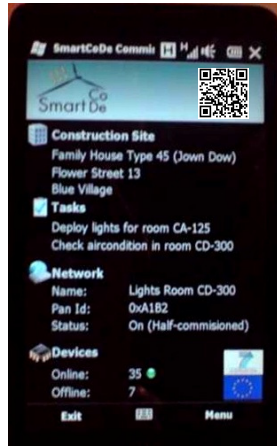 SmartCoDe Commis
Smart Co De
Construction Site
Family House Type 45 (Jown Dow)
Flower Street 13
Blue Village
Tasks
Deploy lights for room CA-125
Check aircondition in room CD-300
Network
Name: Lights Room CD-300
Pan Id: 0xA1B2
Status: On (Half-commisioned)
Devices
Online: 35
Offline: 7
Exit Menu